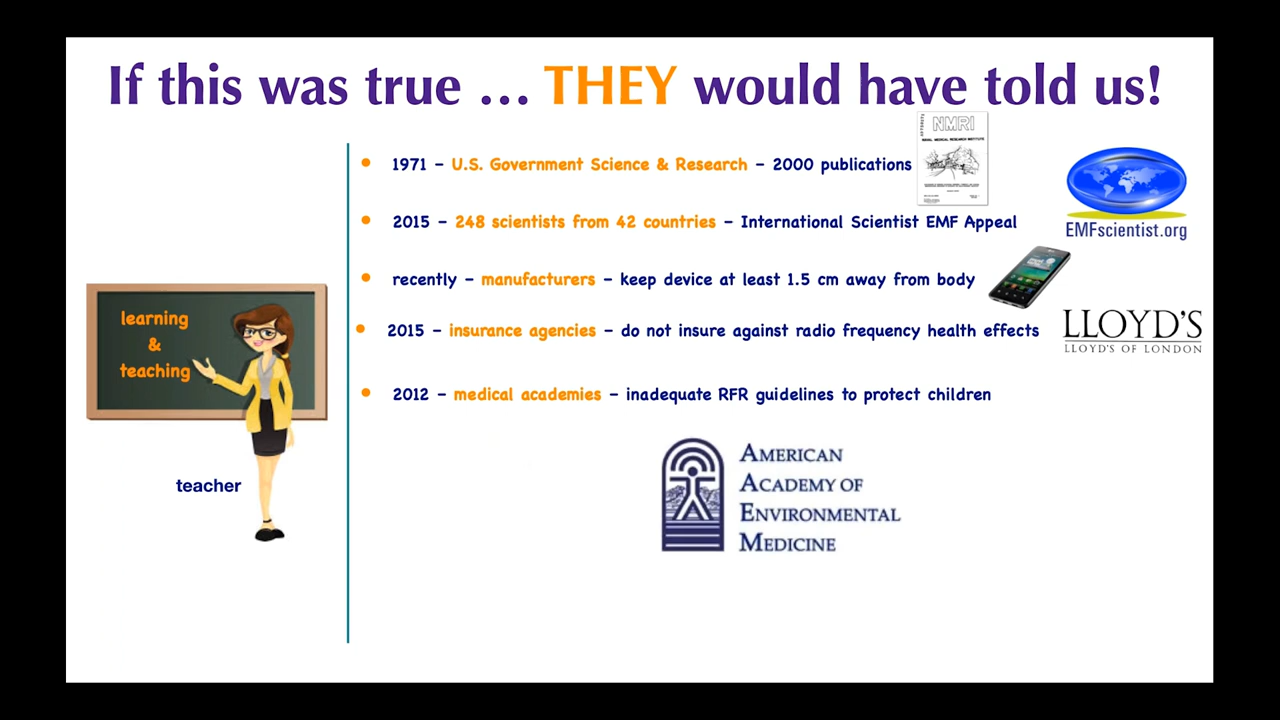 If this was true ... THEY would have told us!
1971 – U.S. Government Science & Research – 2000 publications
NMRI
2015 – 248 scientists from 42 countries – International Scientist EMF Appeal
EMFscientist.org
recently – manufacturers – keep device at least 1.5 cm away from body
2015 – insurance agencies – do not insure against radio frequency health effects
LLOYD'S
LLOYD'S OF LONDON
2012 – medical academies – inadequate RFR guidelines to protect children
learning
&
teaching
teacher
AMERICAN
ACADEMY OF
ENVIRONMENTAL
MEDICINE